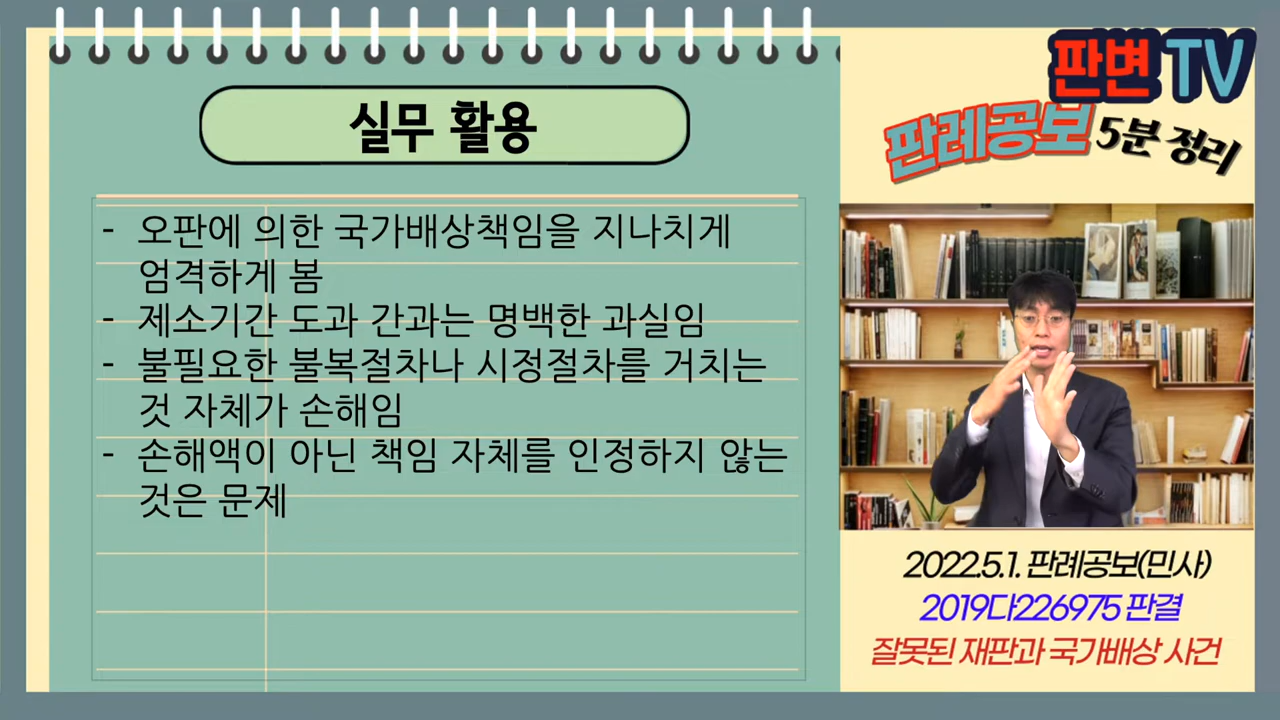 실무 활용
- 오판에 의한 국가배상책임을 지나치게
엄격하게 봄
- 제소기간 도과 간과는 명백한 과실임
- 불필요한 불복절차나 시정절차를 거치는
것 자체가 손해임
- 손해액이 아닌 책임 자체를 인정하지 않는
것은 문제
판변 TV
판례공보 5분 정리
2022.5.1. 판례공보(민사)
2019다226975 판결
잘못된 재판과 국가배상 사건